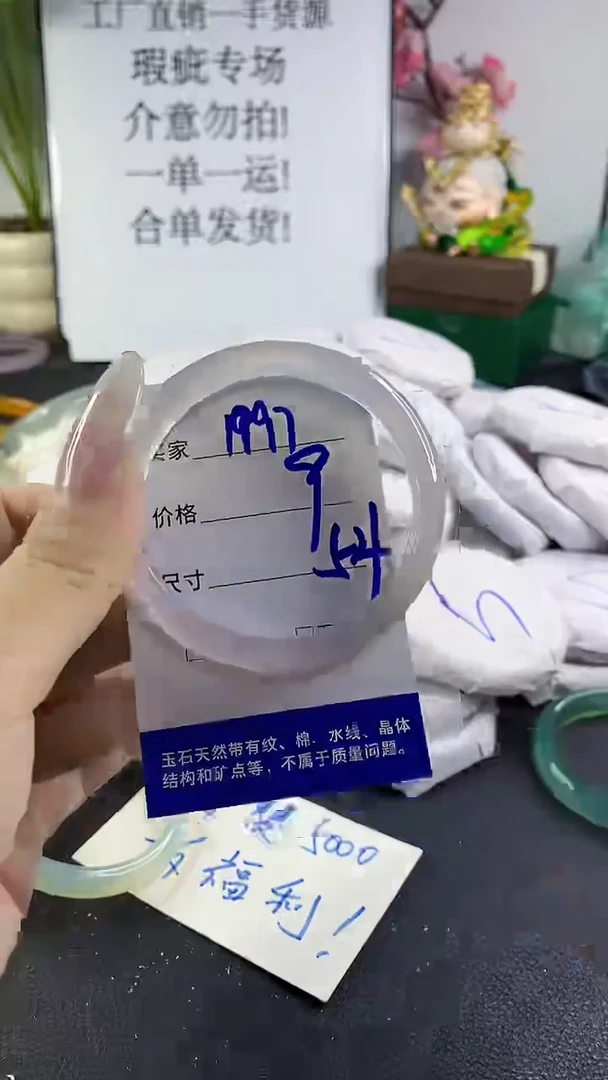 工厂直销一手货源
瑕疵专场
介意勿拍!
一单一运!
合单发货!
卖家 1997
价格
尺寸 54
玉石天然带有纹、棉、水线、晶体
结构和矿点等，不属于质量问题。
5000
福利!